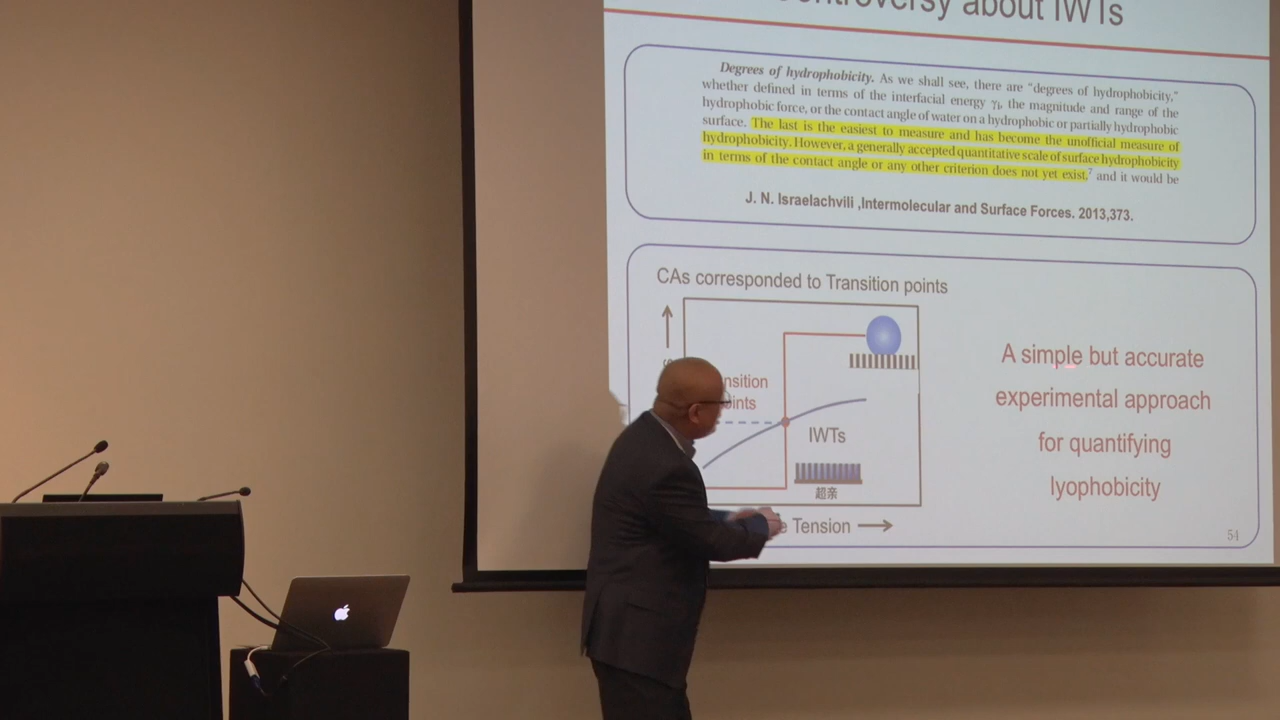 controversy about IWTs
Degrees of hydrophobicity. As we shall see, there are "degrees of hydrophobicity,"
whether defined in terms of the interfacial energy γi, the magnitude and range of the
hydrophobic force, or the contact angle of water on a hydrophobic or partially hydrophobic
surface. The last is the easiest to measure and has become the unofficial measure of
hydrophobicity. However, a generally accepted quantitative scale of surface hydrophobicity
in terms of the contact angle or any other criterion does not yet exist,7 and it would be
J. N. Israelachvili ,Intermolecular and Surface Forces. 2013,373.
CAs corresponded to Transition points
IWTs
超亲
Tension
A simple but accurate
experimental approach
for quantifying
lyophobicity
54